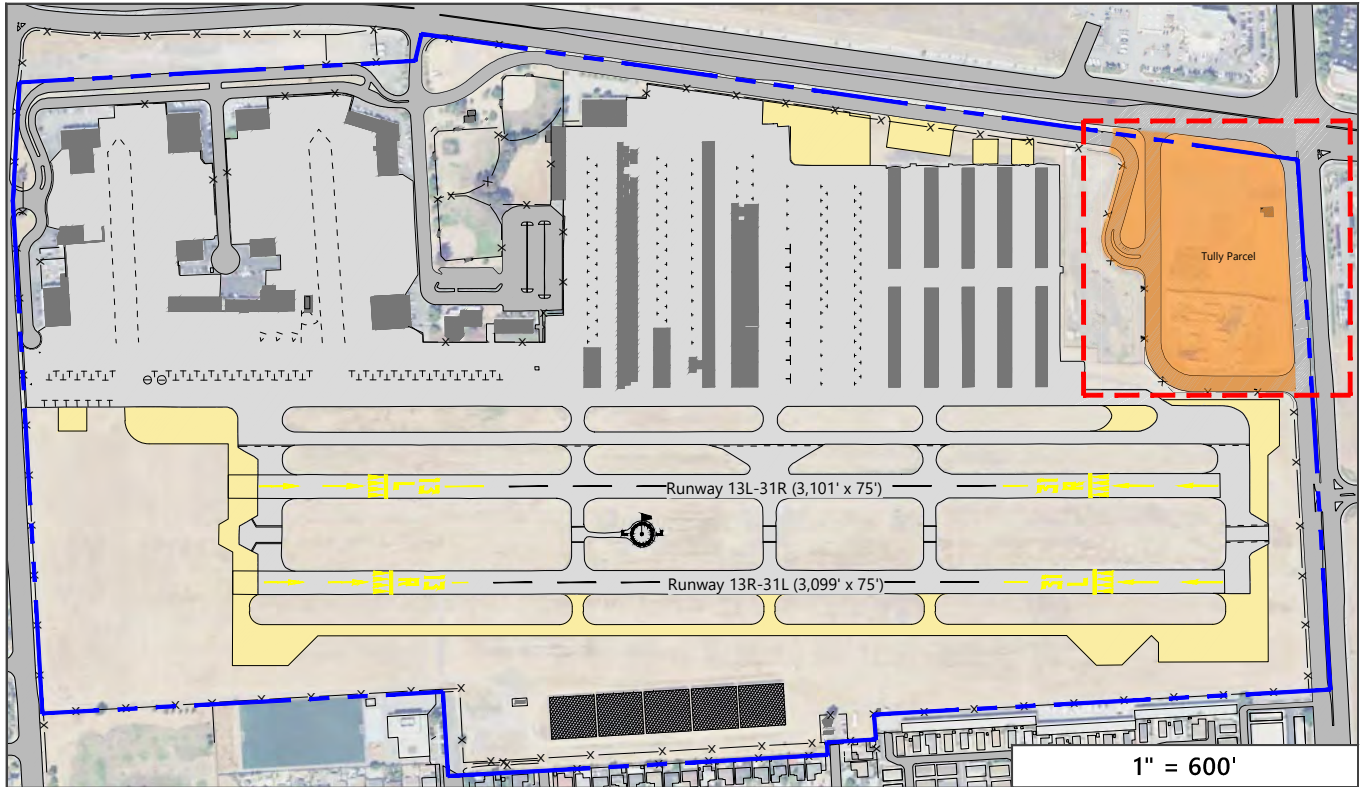 Tully Parcel
Runway 13L-31R (3,101' x 75')
Runway 13R-31L (3,099' x 75')
1" = 600'